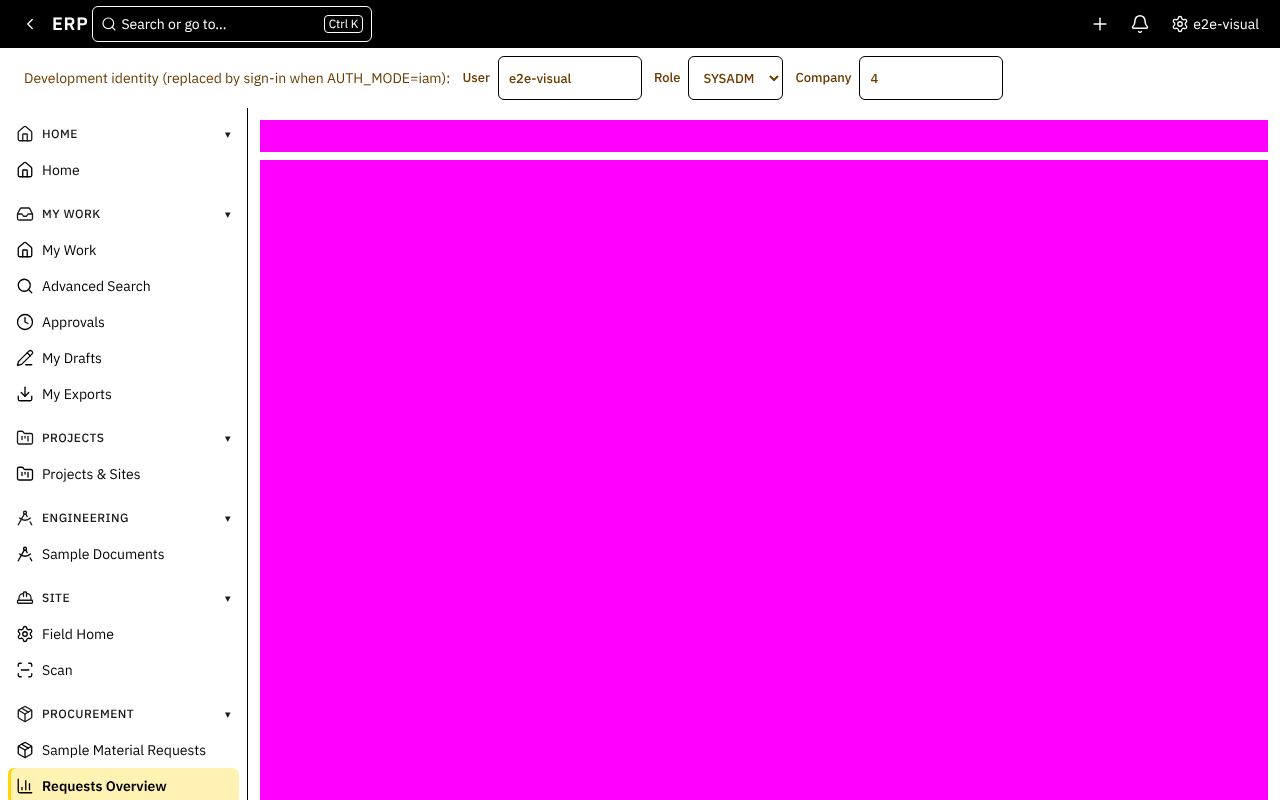 ERP
Search or go to...
Ctrl K
e2e-visual
Development identity (replaced by sign-in when AUTH_MODE=iam):
User
e2e-visual
Role
SYSADM
Company
4
HOME
Home
MY WORK
My Work
Advanced Search
Approvals
My Drafts
My Exports
PROJECTS
Projects & Sites
ENGINEERING
Sample Documents
SITE
Field Home
Scan
PROCUREMENT
Sample Material Requests
Requests Overview